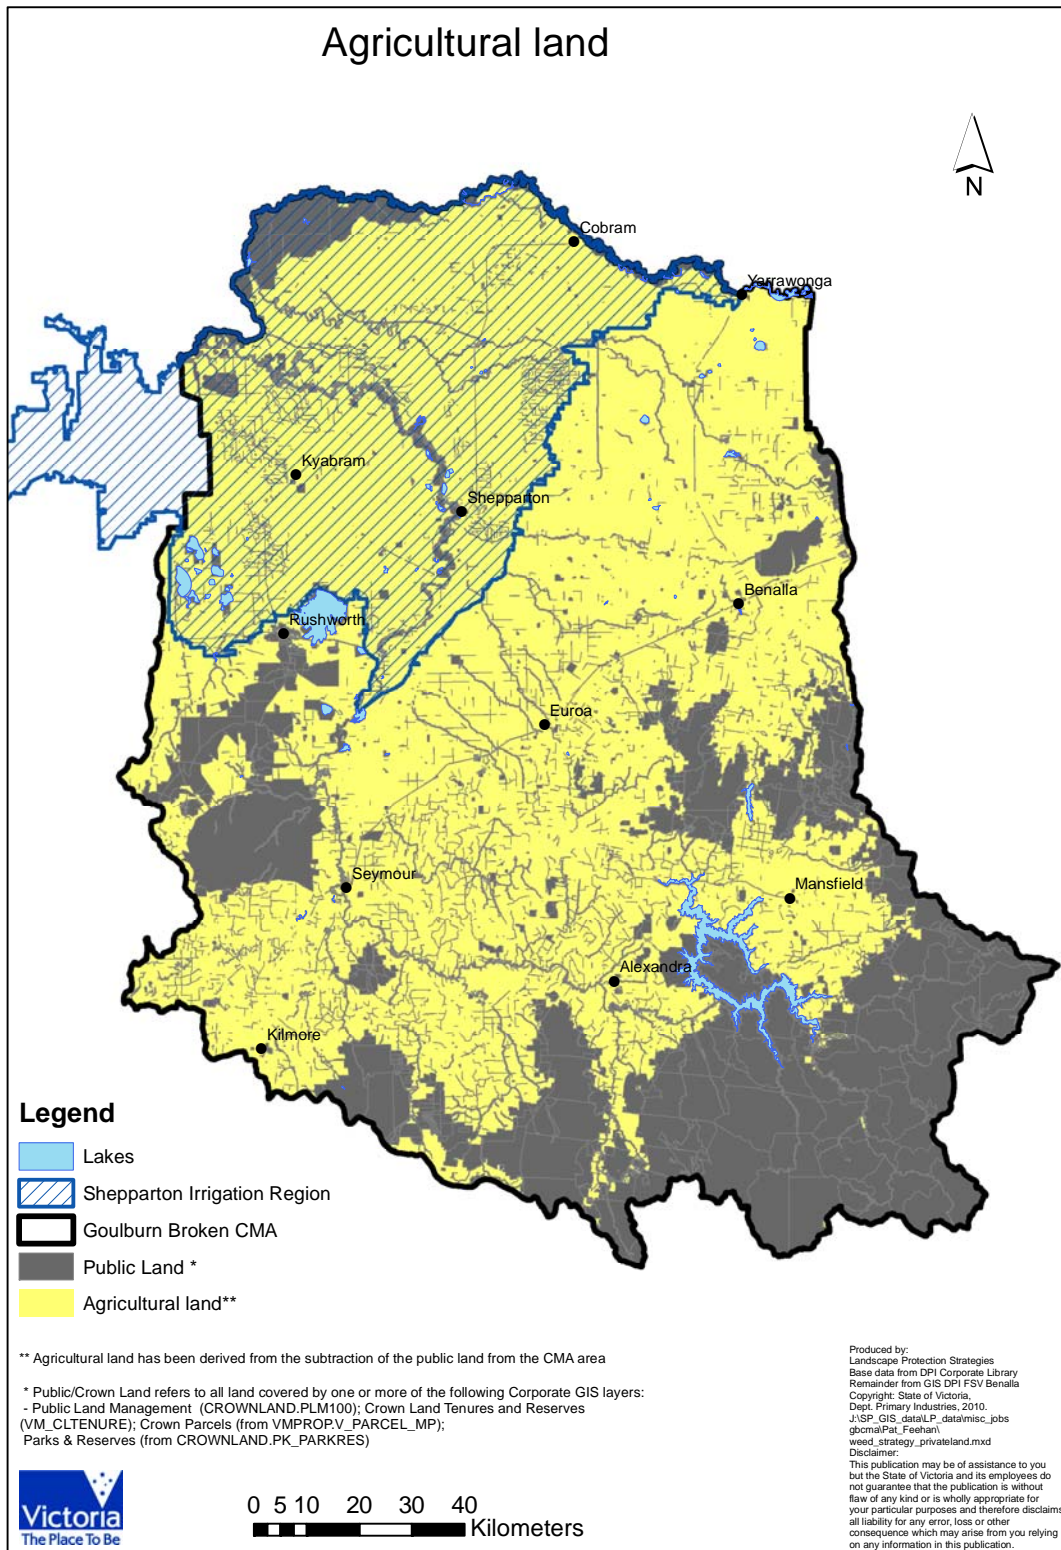 Agricultural land
N
Cobram
Yarrawonga
Kyabram
Shepparton
Benalla
Rushworth
Euroa
Seymour
Mansfield
Alexandra
Kilmore
Legend
Lakes
Shepparton Irrigation Region
Goulburn Broken CMA
Public Land *
Agricultural land**
** Agricultural land has been derived from the subtraction of the public land from the CMA area
* Public/Crown Land refers to all land covered by one or more of the following Corporate GIS layers:
- Public Land Management (CROWNLAND.PLM100); Crown Land Tenures and Reserves
(VM_CLTENURE); Crown Parcels (from VMPROP.V_PARCEL_MP);
Parks & Reserves (from CROWNLAND.PK_PARKRES)
Victoria
The Place To Be
0 5 10 20 30 40
Kilometers
Produced by:
Landscape Protection Strategies
Base data from DPI Corporate Library
Remainder from GIS DPI FSV Benalla
Copyright: State of Victoria,
Dept. Primary Industries, 2010.
J:\SP_GIS_data\LP_data\misc_jobs
gbcma\Pat_Feehan\
weed_strategy_privateland.mxd
Disclaimer:
This publication may be of assistance to you
but the State of Victoria and its employees do
not guarantee that the publication is without
flaw of any kind or is wholly appropriate for
your particular purposes and therefore disclaims
all liability for any error, loss or other
consequence which may arise from you relying
on any information in this publication.